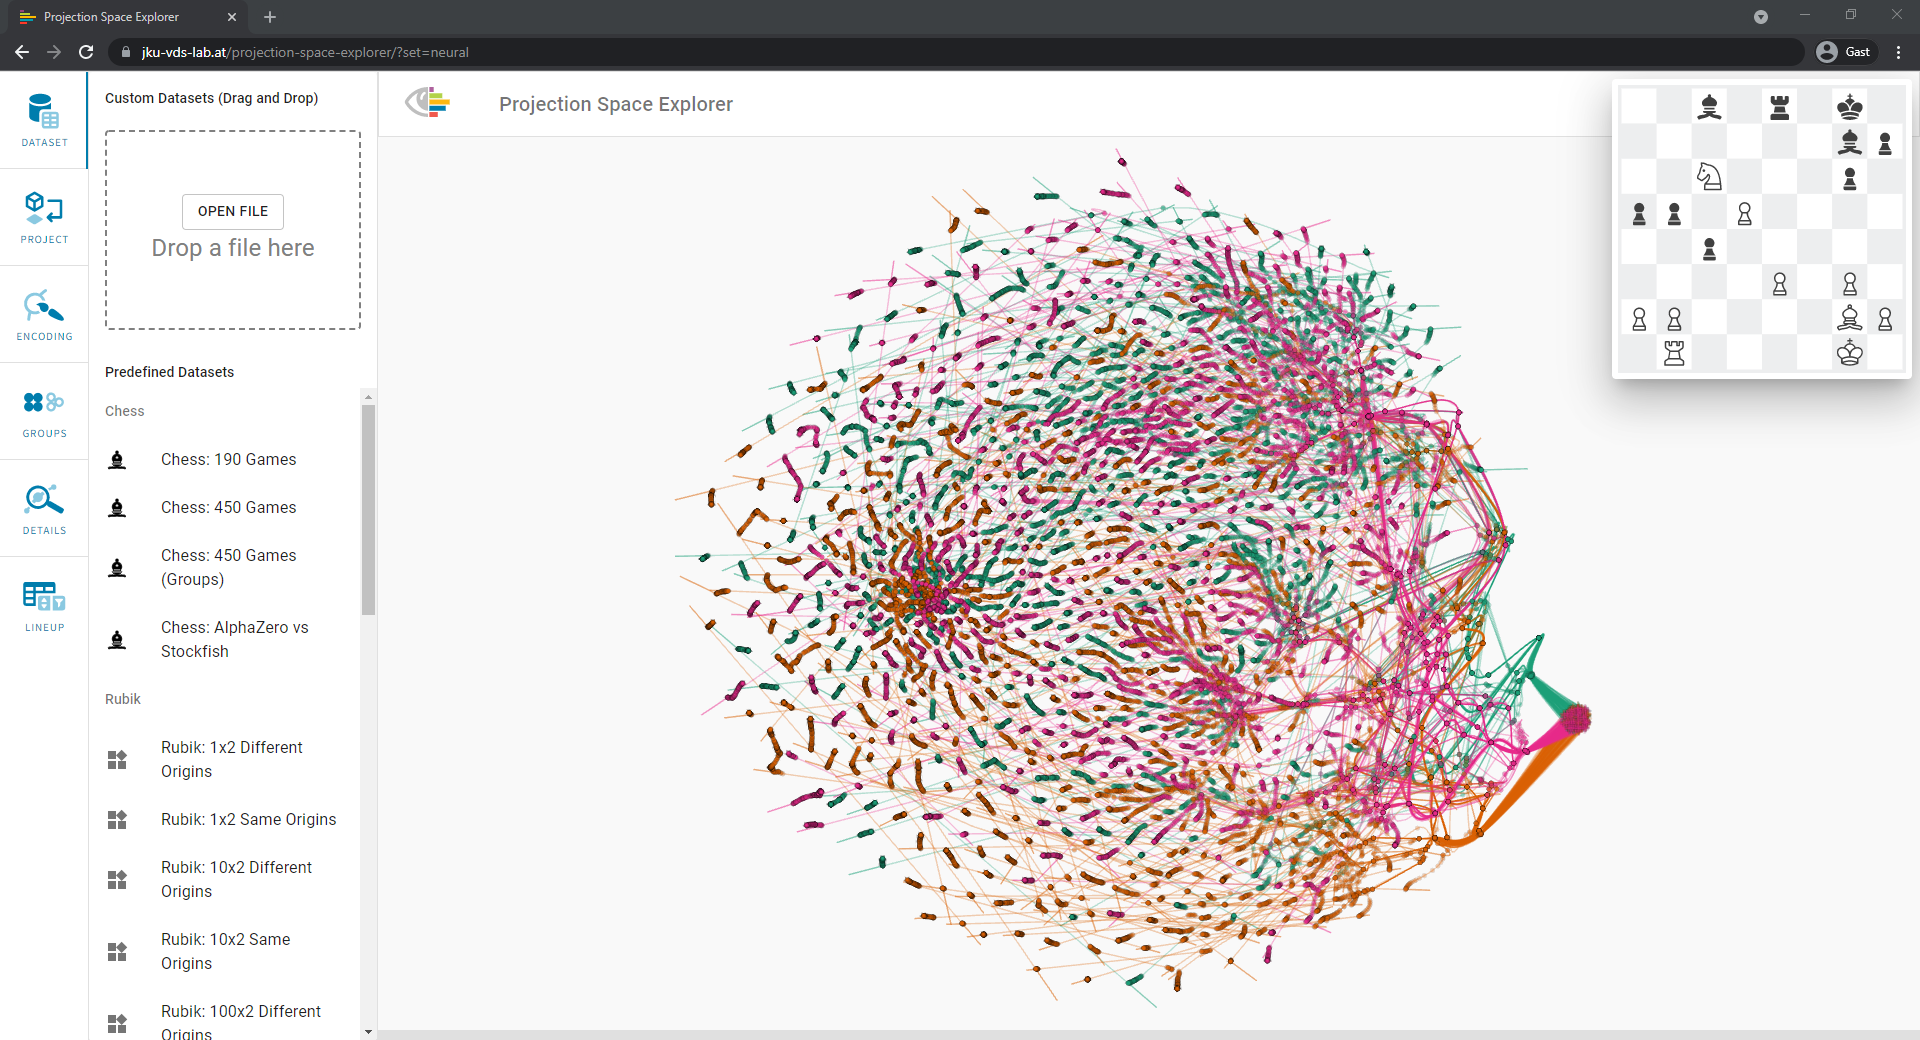 Projection Space Explorer
jku-vds-lab.at/projection-space-explorer/?set=neural
Gast
DATASET
PROJECT
ENCODING
GROUPS
DETAILS
LINEUP
Custom Datasets (Drag and Drop)
OPEN FILE
Drop a file here
Predefined Datasets
Chess
Chess: 190 Games
Chess: 450 Games
Chess: 450 Games
(Groups)
Chess: AlphaZero vs
Stockfish
Rubik
Rubik: 1x2 Different
Origins
Rubik: 1x2 Same Origins
Rubik: 10x2 Different
Origins
Rubik: 10x2 Same
Origins
Rubik: 100x2 Different
Origins
Projection Space Explorer